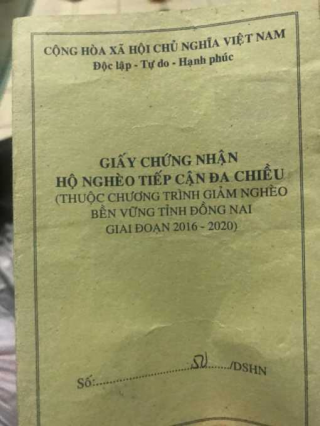 CỘNG HÒA XÃ HỘI CHỦ NGHĨA VIỆT NAM
Độc lập - Tự do - Hạnh phúc
GIẤY CHỨNG NHẬN
HỘ NGHÈO TIẾP CẬN ĐA CHIỀU
(THUỘC CHƯƠNG TRÌNH GIẢM NGHÈO
BỀN VỮNG TỈNH ĐỒNG NAI
GIAI ĐOẠN 2016 - 2020)
Số:............................../DSHN